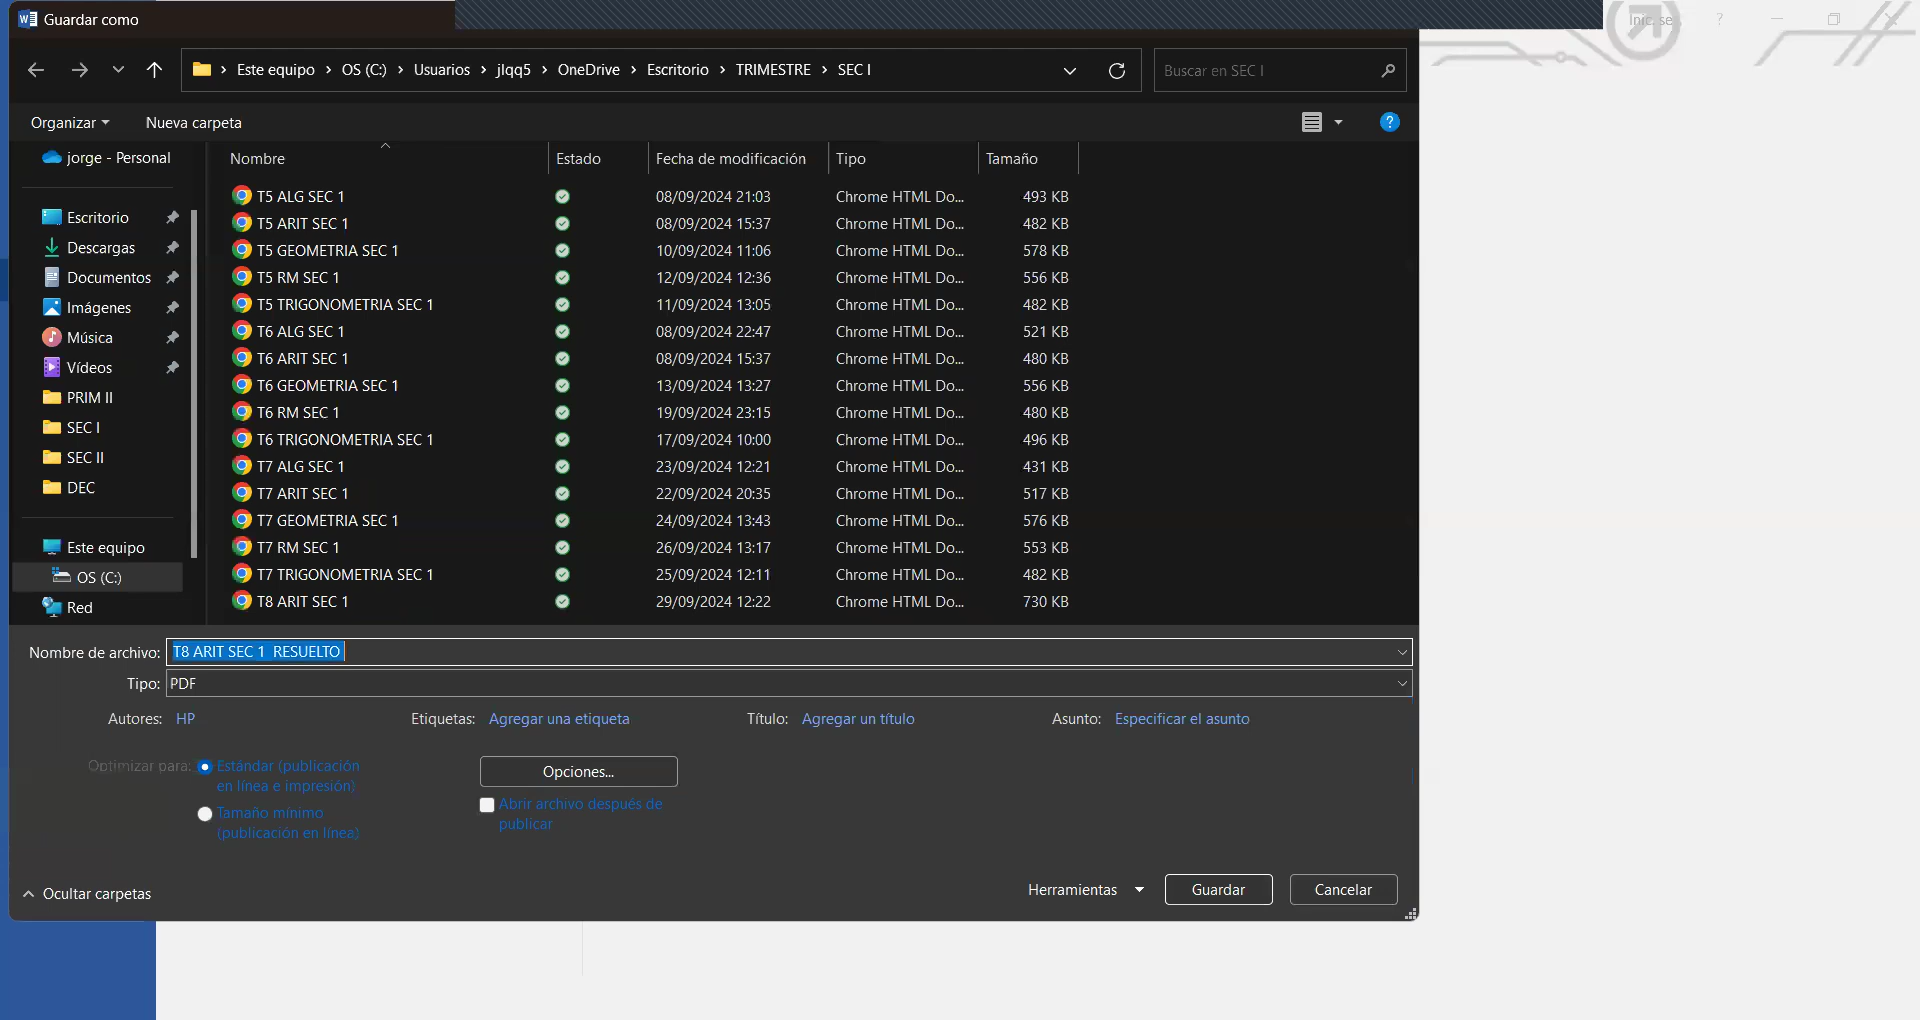 Guardar como
Inic. se
?
Este equipo > OS (C:) > Usuarios > jlqq5 > OneDrive > Escritorio > TRIMESTRE > SEC I
Buscar en SEC I
Organizar
Nueva carpeta
?
jorge - Personal
Escritorio
Descargas
Documentos
Imágenes
Música
Vídeos
PRIM II
SEC I
SEC II
DEC
Este equipo
OS (C:)
Red
Nombre Estado Fecha de modificación Tipo Tamaño
T5 ALG SEC 1 08/09/2024 21:03 Chrome HTML Do... 493 KB
T5 ARIT SEC 1 08/09/2024 15:37 Chrome HTML Do... 482 KB
T5 GEOMETRIA SEC 1 10/09/2024 11:06 Chrome HTML Do... 578 KB
T5 RM SEC 1 12/09/2024 12:36 Chrome HTML Do... 556 KB
T5 TRIGONOMETRIA SEC 1 11/09/2024 13:05 Chrome HTML Do... 482 KB
T6 ALG SEC 1 08/09/2024 22:47 Chrome HTML Do... 521 KB
T6 ARIT SEC 1 08/09/2024 15:37 Chrome HTML Do... 480 KB
T6 GEOMETRIA SEC 1 13/09/2024 13:27 Chrome HTML Do... 556 KB
T6 RM SEC 1 19/09/2024 23:15 Chrome HTML Do... 480 KB
T6 TRIGONOMETRIA SEC 1 17/09/2024 10:00 Chrome HTML Do... 496 KB
T7 ALG SEC 1 23/09/2024 12:21 Chrome HTML Do... 431 KB
T7 ARIT SEC 1 22/09/2024 20:35 Chrome HTML Do... 517 KB
T7 GEOMETRIA SEC 1 24/09/2024 13:43 Chrome HTML Do... 576 KB
T7 RM SEC 1 26/09/2024 13:17 Chrome HTML Do... 553 KB
T7 TRIGONOMETRIA SEC 1 25/09/2024 12:11 Chrome HTML Do... 482 KB
T8 ARIT SEC 1 29/09/2024 12:22 Chrome HTML Do... 730 KB
Nombre de archivo: T8 ARIT SEC 1  RESUELTO
Tipo: PDF
Autores: HP Etiquetas: Agregar una etiqueta Título: Agregar un título Asunto: Especificar el asunto
Optimizar para: Estándar (publicación
en línea e impresión)
Tamaño mínimo
(publicación en línea)
Opciones...
Abrir archivo después de
publicar
Ocultar carpetas
Herramientas
Guardar
Cancelar